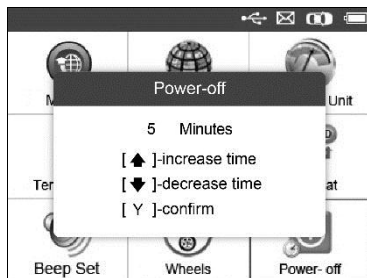 Power-off
Unit
5 Minutes
[ ↑ ]-increase time
[ ↓ ]-decrease time
[ Y ]-confirm
Beep Set
Wheels
Power- off